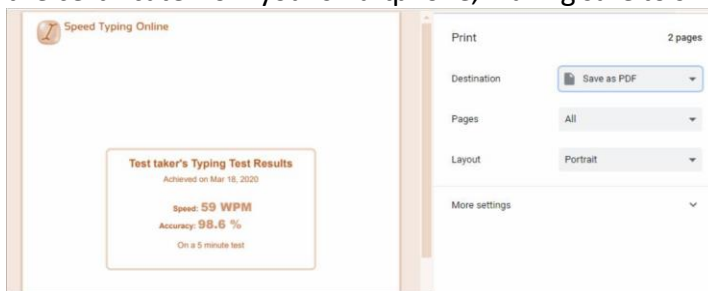 Speed Typing Online
Test taker's Typing Test Results
Achieved on Mar 18, 2020
Speed: 59 WPM
Accuracy: 98.6 %
On a 5 minute test
Print 2 pages
Destination Save as PDF
Pages All
Layout Portrait
More settings